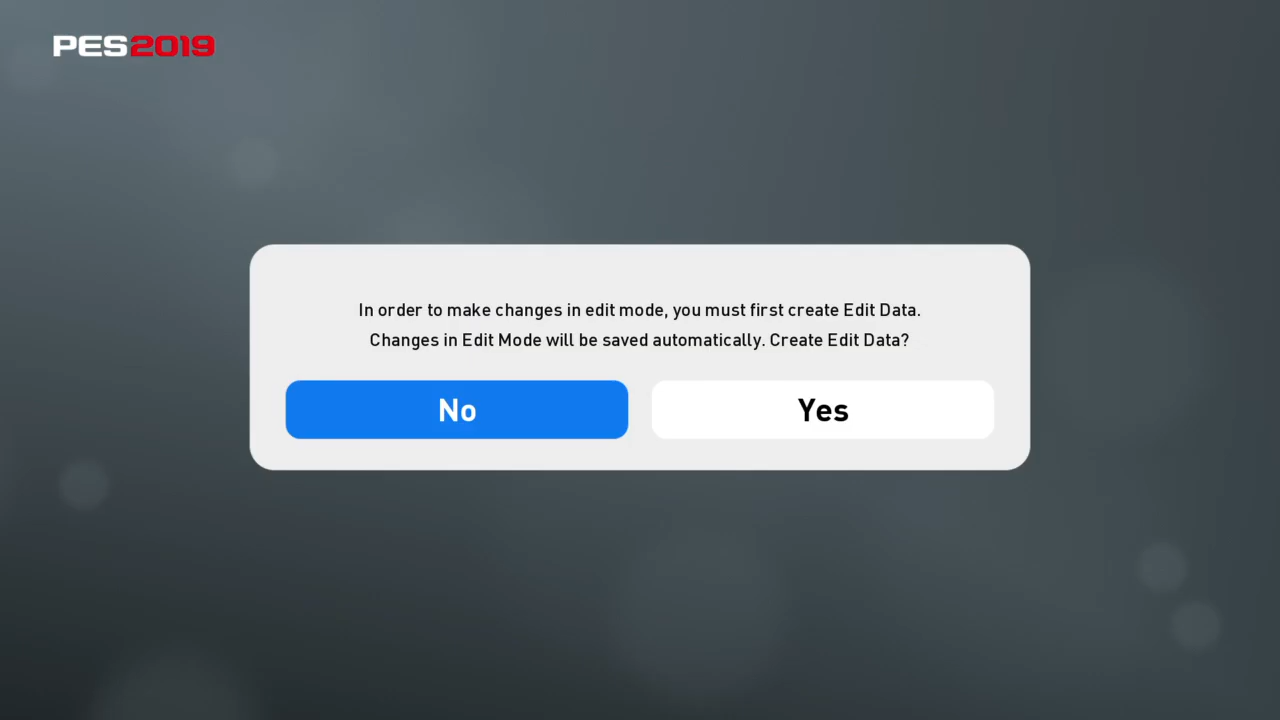 PES2019
In order to make changes in edit mode, you must first create Edit Data.
Changes in Edit Mode will be saved automatically. Create Edit Data?
No
Yes